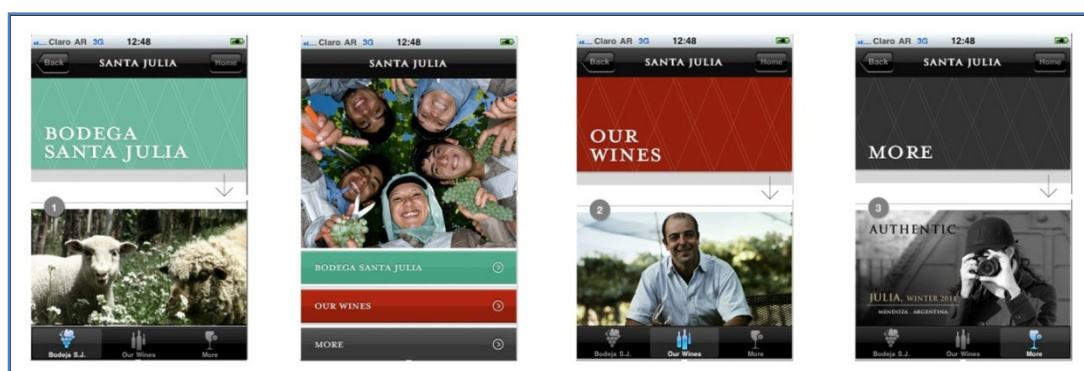 Claro AR 3G 12:48
Back SANTA JULIA Home
BODEGA
SANTA JULIA
1
Bodeja S.J. Our Wines More
Claro AR 3G 12:48
SANTA JULIA
BODEGA SANTA JULIA
OUR WINES
MORE
Claro AR 3G 12:48
Back SANTA JULIA Home
OUR
WINES
2
Bodeja S.J. Our Wines More
Claro AR 3G 12:48
Back SANTA JULIA Home
MORE
3
AUTHENTIC
JULIA, WINTER 2011
MENDOZA . ARGENTINA
Bodeja S.J. Our Wines More